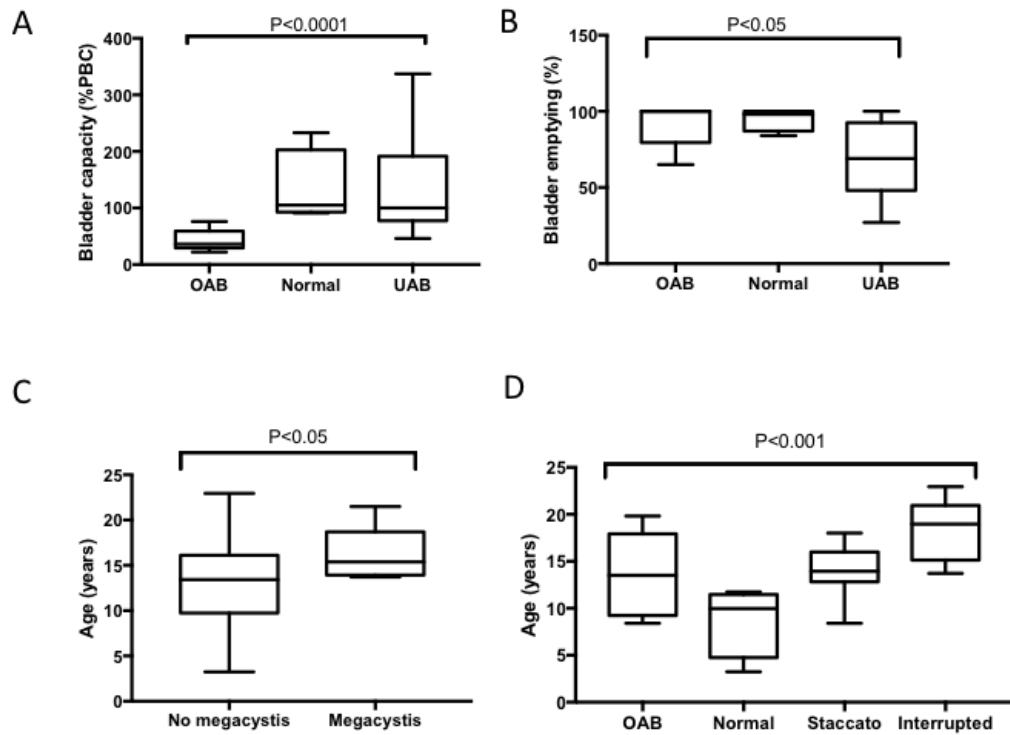 A
P<0.0001
Bladder capacity (%PBC)
400
300
200
100
0
OAB Normal UAB
B
P<0.05
Bladder emptying (%)
150
100
50
0
OAB Normal UAB
C
P<0.05
Age (years)
25
20
15
10
5
0
No megacystis Megacystis
D
P<0.001
Age (years)
25
20
15
10
5
0
OAB Normal Staccato Interrupted